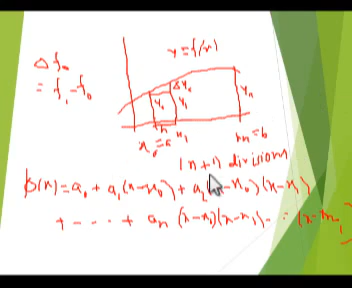 Δf₀
= f₁-f₀
y = f(x)
Δy₀
y₀ y₁ yₙ
h x₁
x₀=a xₙ=b
(n+1) divisions
p(x) = a₀ + a₁(x-x₀) + a₂(x-x₀)(x-x₁)
+ - - - - + aₙ (x-x₀)(x-x₁) - - (x-xₙ₋₁)